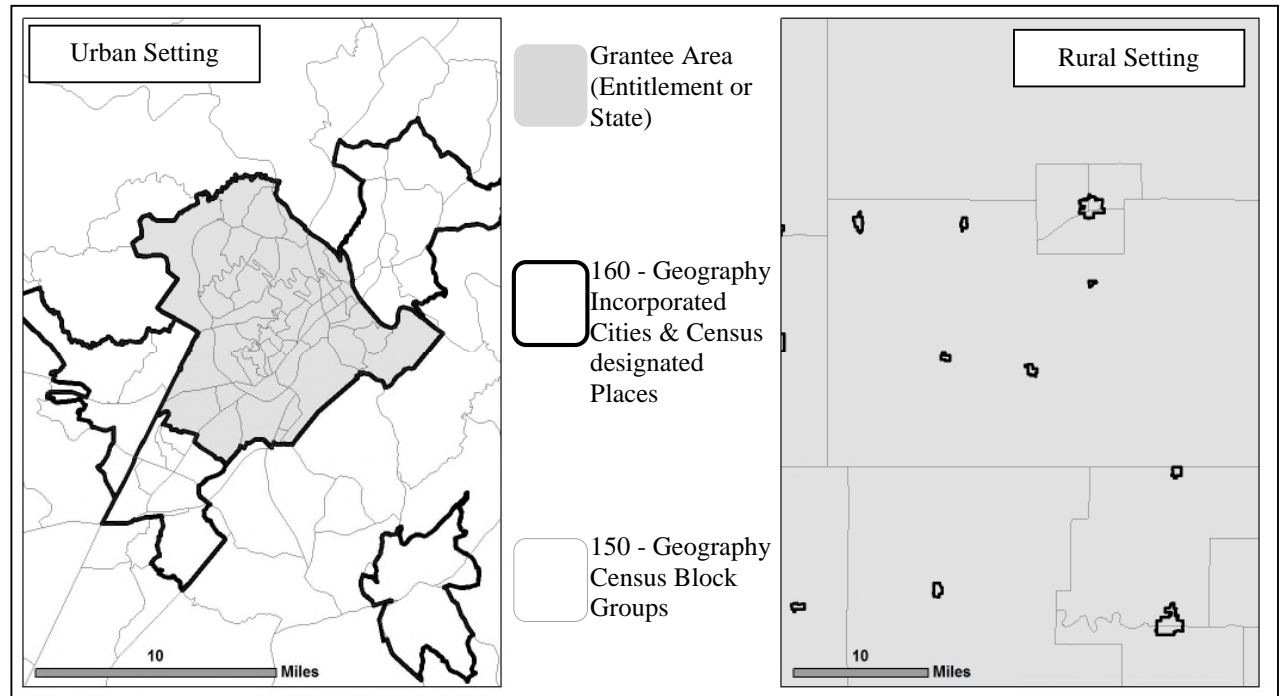 Urban Setting
10
Miles
Grantee Area
(Entitlement or
State)
160 - Geography
Incorporated
Cities & Census
designated
Places
150 - Geography
Census Block
Groups
Rural Setting
10
Miles